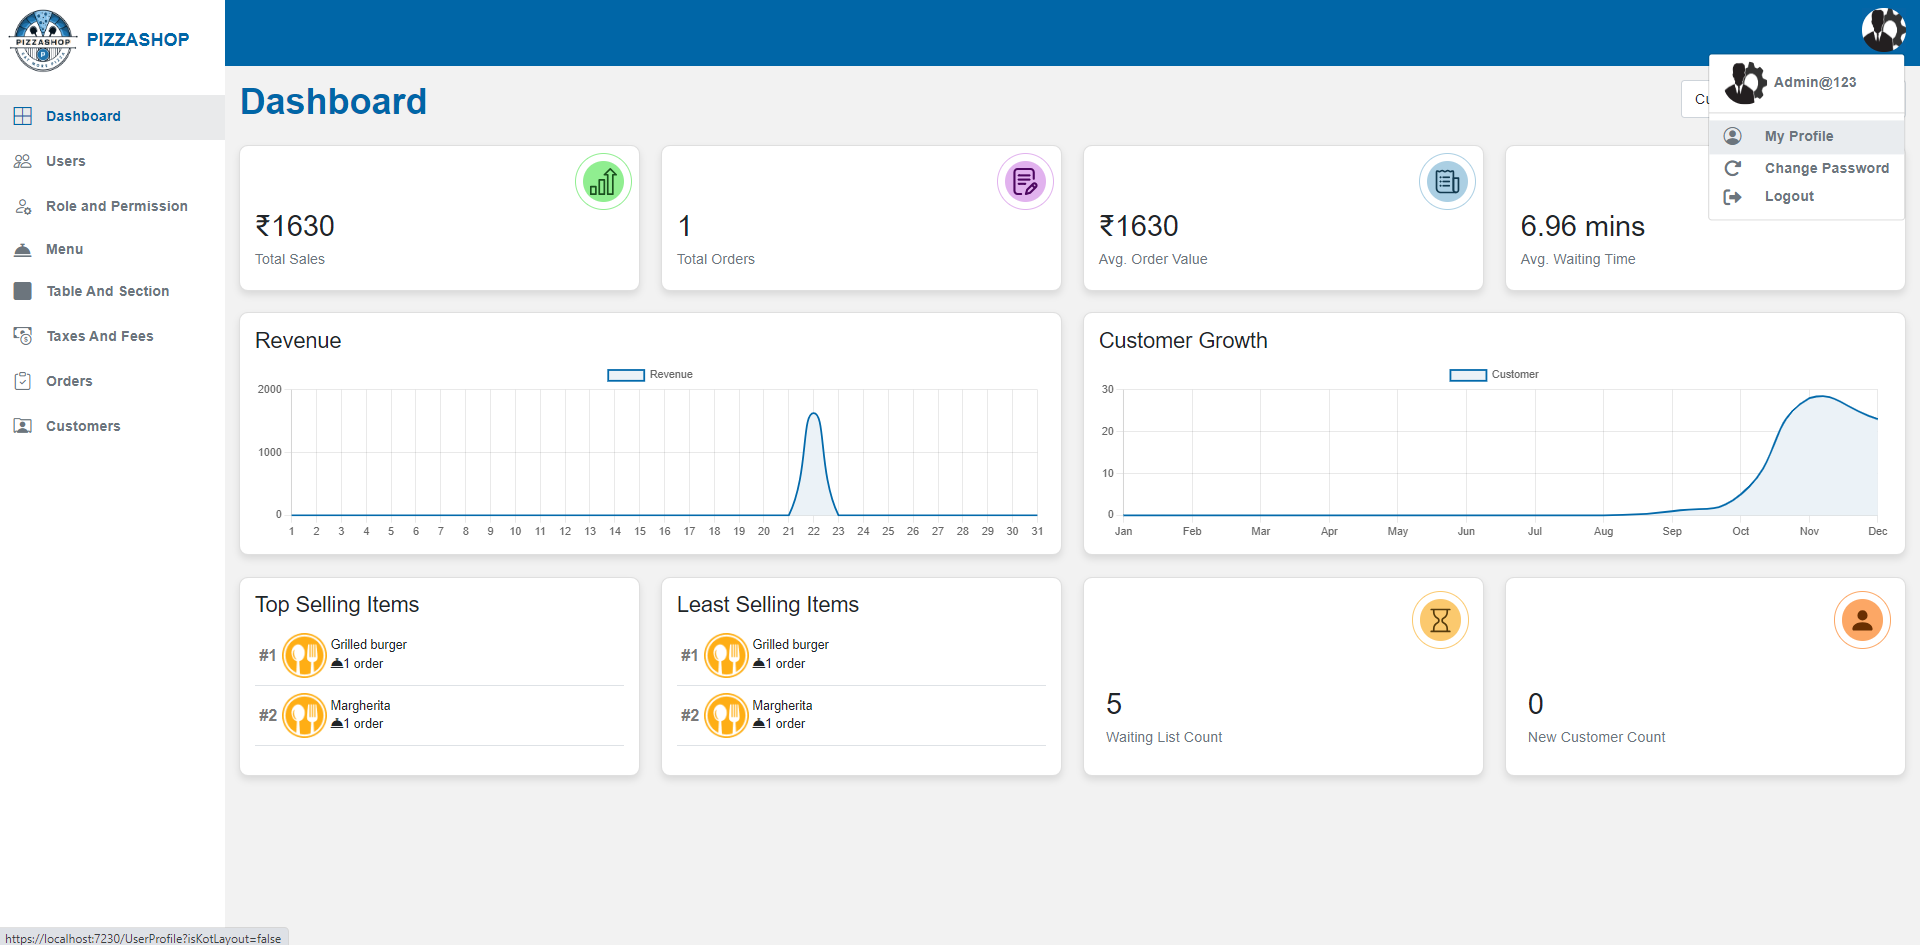 PIZZASHOP
PIZZASHOP
Admin@123
My Profile
Change Password
Logout
Dashboard
Users
Role and Permission
Menu
Table And Section
Taxes And Fees
Orders
Customers
Dashboard
Cu
₹1630
Total Sales
1
Total Orders
₹1630
Avg. Order Value
6.96 mins
Avg. Waiting Time
Revenue
Revenue
2000
1000
0
1 2 3 4 5 6 7 8 9 10 11 12 13 14 15 16 17 18 19 20 21 22 23 24 25 26 27 28 29 30 31
Customer Growth
Customer
30
20
10
0
Jan Feb Mar Apr May Jun Jul Aug Sep Oct Nov Dec
Top Selling Items
#1 Grilled burger
1 order
#2 Margherita
1 order
Least Selling Items
#1 Grilled burger
1 order
#2 Margherita
1 order
5
Waiting List Count
0
New Customer Count
https://localhost:7230/UserProfile?isKotLayout=false